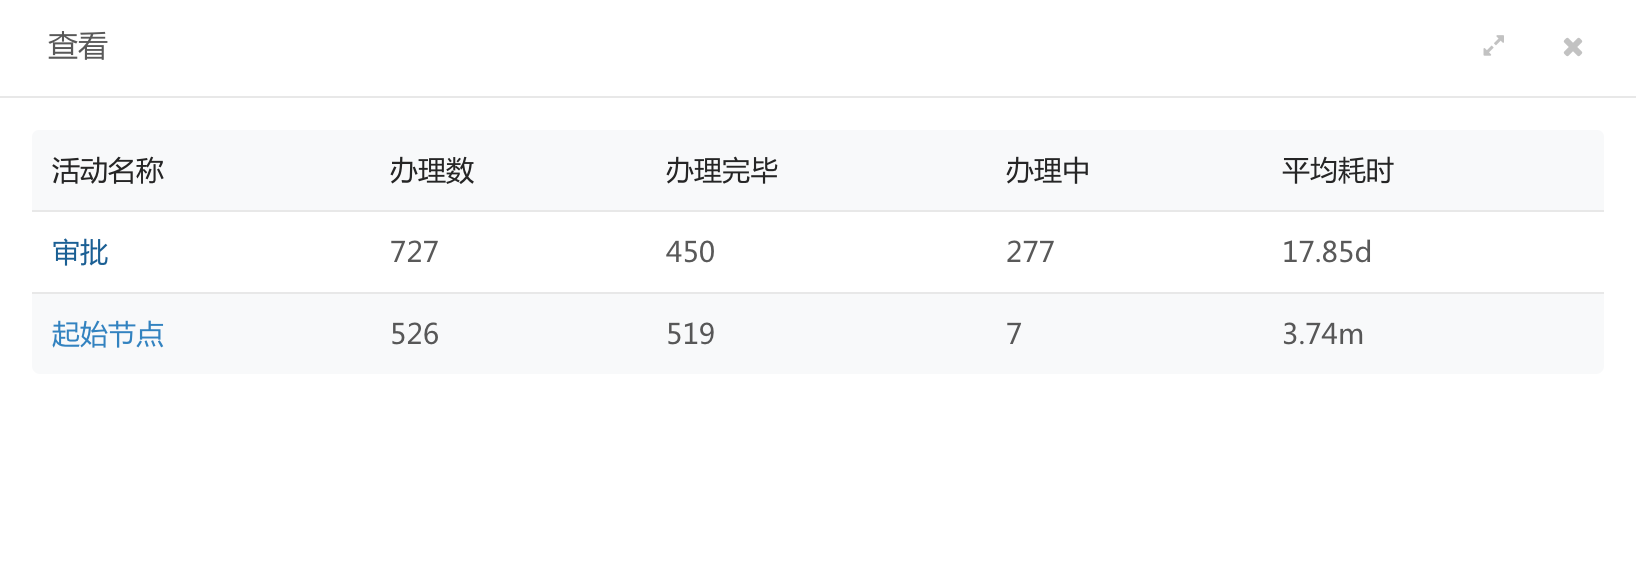 查看
活动名称 办理数 办理完毕 办理中 平均耗时
审批 727 450 277 17.85d
起始节点 526 519 7 3.74m